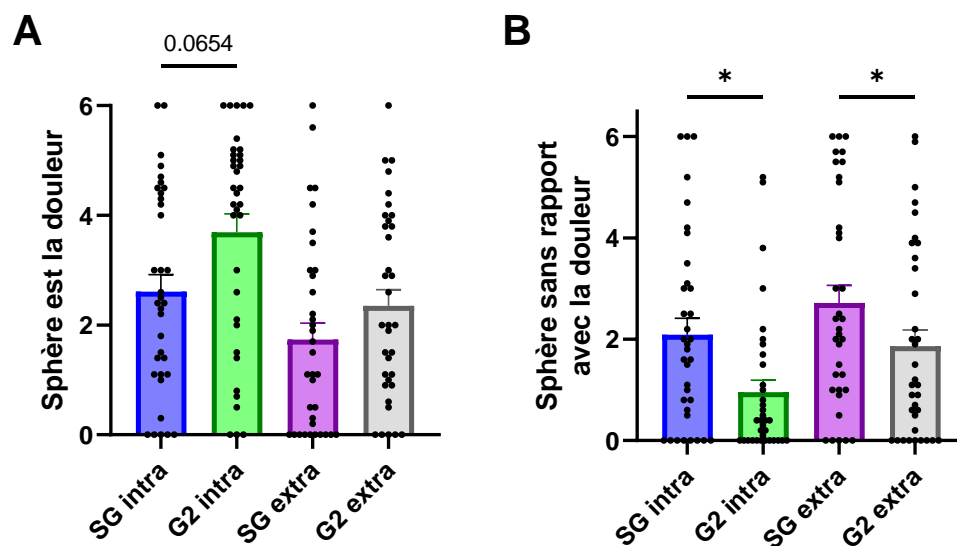 A
0.0654
Sphère est la douleur
6
4
2
0
SG intra
G2 intra
SG extra
G2 extra
B
*
*
Sphère sans rapport
avec la douleur
6
4
2
0
SG intra
G2 intra
SG extra
G2 extra